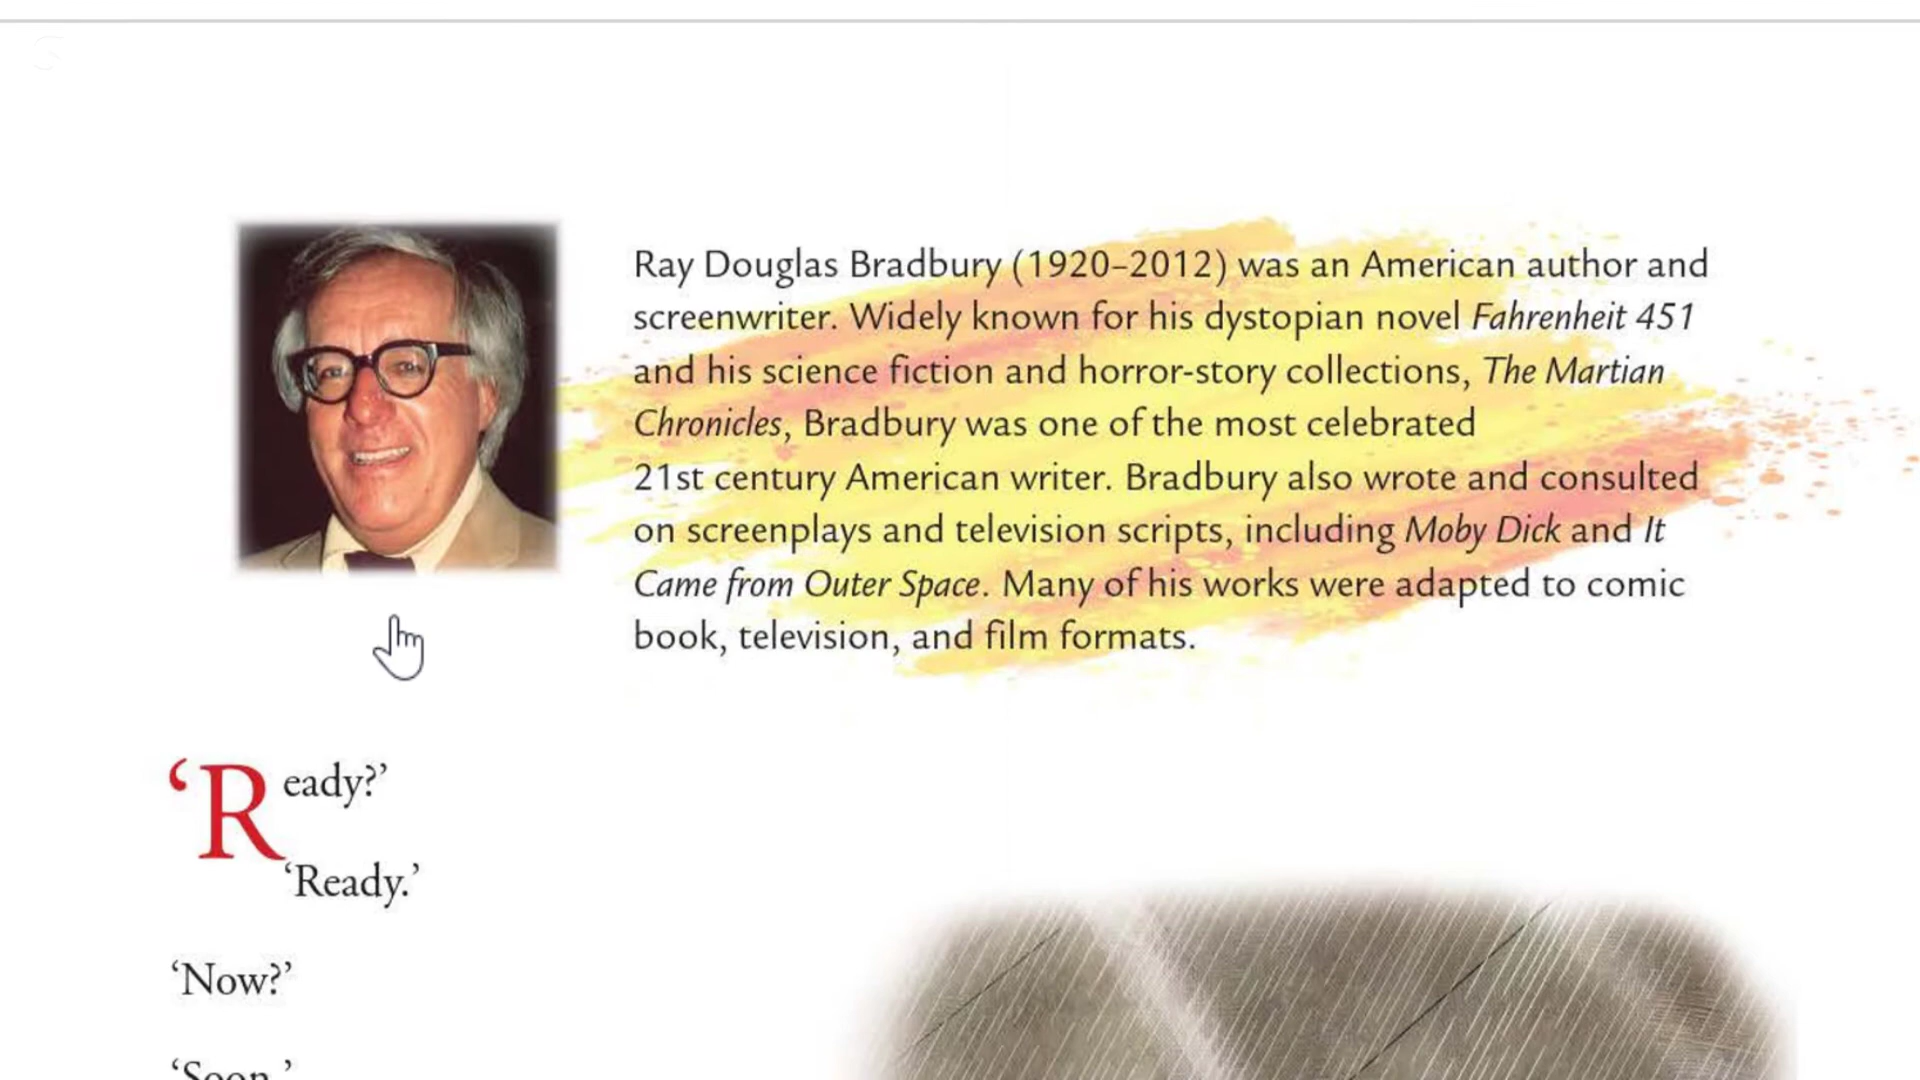 Ray Douglas Bradbury (1920–2012) was an American author and
screenwriter. Widely known for his dystopian novel Fahrenheit 451
and his science fiction and horror-story collections, The Martian
Chronicles, Bradbury was one of the most celebrated
21st century American writer. Bradbury also wrote and consulted
on screenplays and television scripts, including Moby Dick and It
Came from Outer Space. Many of his works were adapted to comic
book, television, and film formats.
‘Ready?’
‘Ready.’
‘Now?’
‘Soon.’